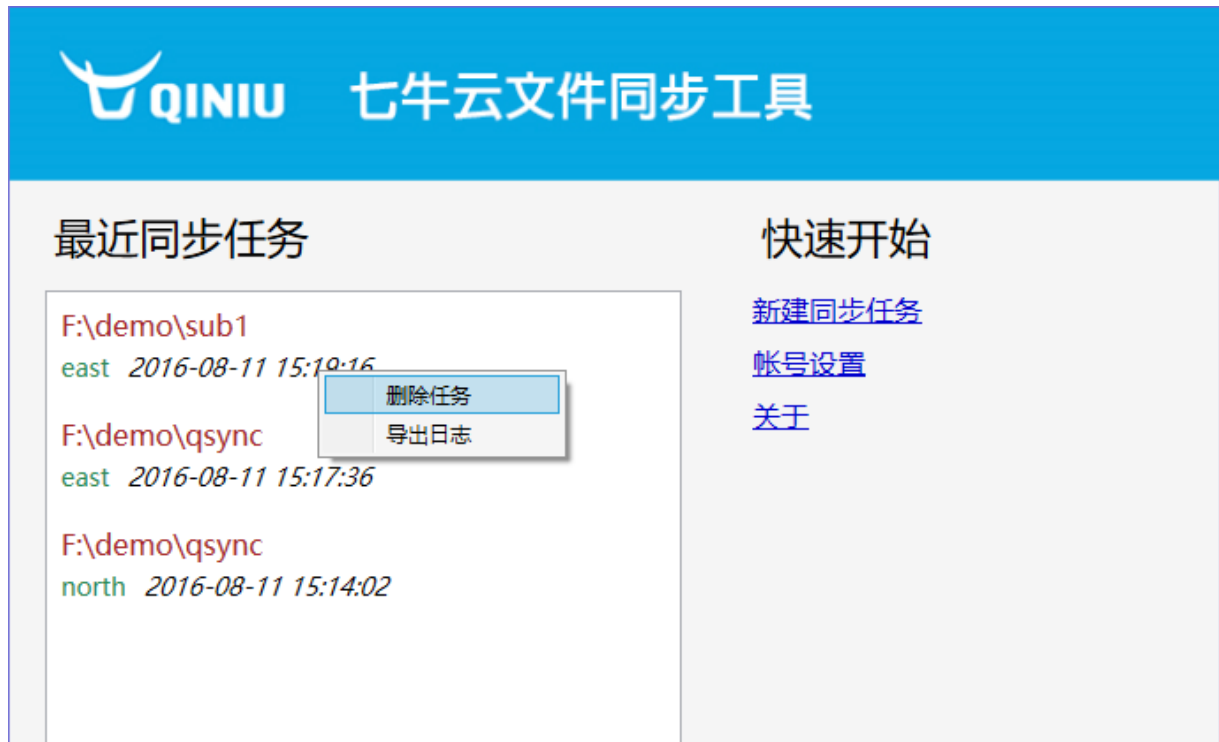 QINIU 七牛云文件同步工具
最近同步任务
F:\demo\sub1
east 2016-08-11 15:19:16
删除任务
导出日志
F:\demo\qsync
east 2016-08-11 15:17:36
F:\demo\qsync
north 2016-08-11 15:14:02
快速开始
新建同步任务
帐号设置
关于